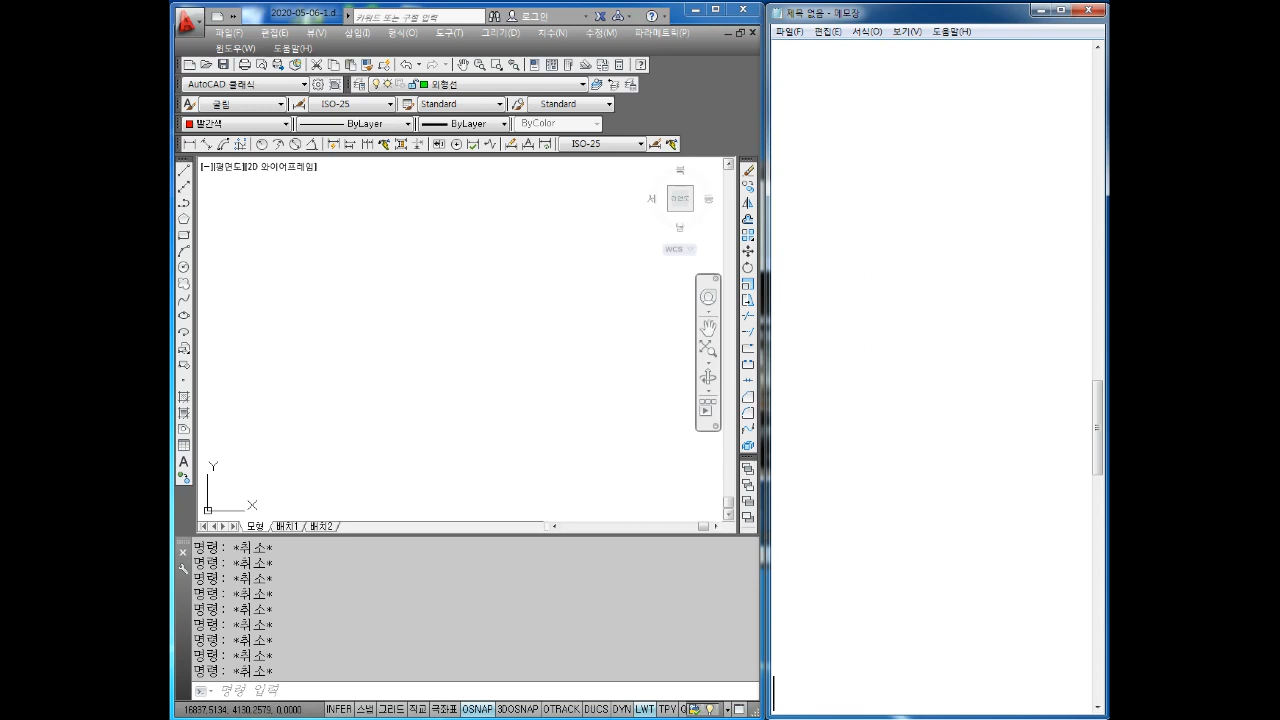 2020-05-06-1.d
키워드 또는 구절 입력
로그인
파일(F) 편집(E) 뷰(V) 삽입(I) 형식(O) 도구(T) 그리기(D) 치수(N) 수정(M) 파라메트릭(P)
윈도우(W) 도움말(H)
AutoCAD 클래식 외형선
굴림 ISO-25 Standard Standard
빨간색 ByLayer ByLayer ByColor
ISO-25
[-][평면도][2D 와이어프레임]
북
서 평면도 동
남
WCS
Y
X
모형 배치1 배치2
명령: *취소*
명령: *취소*
명령: *취소*
명령: *취소*
명령: *취소*
명령: *취소*
명령: *취소*
명령: *취소*
명령: *취소*
명령 입력
16837.5134, 4130.2579, 0.0000 INFER 스냅 그리드 직교 극좌표 OSNAP 3DOSNAP OTRACK DUCS DYN LWT TPY
제목 없음 - 메모장
파일(F) 편집(E) 서식(O) 보기(V) 도움말(H)